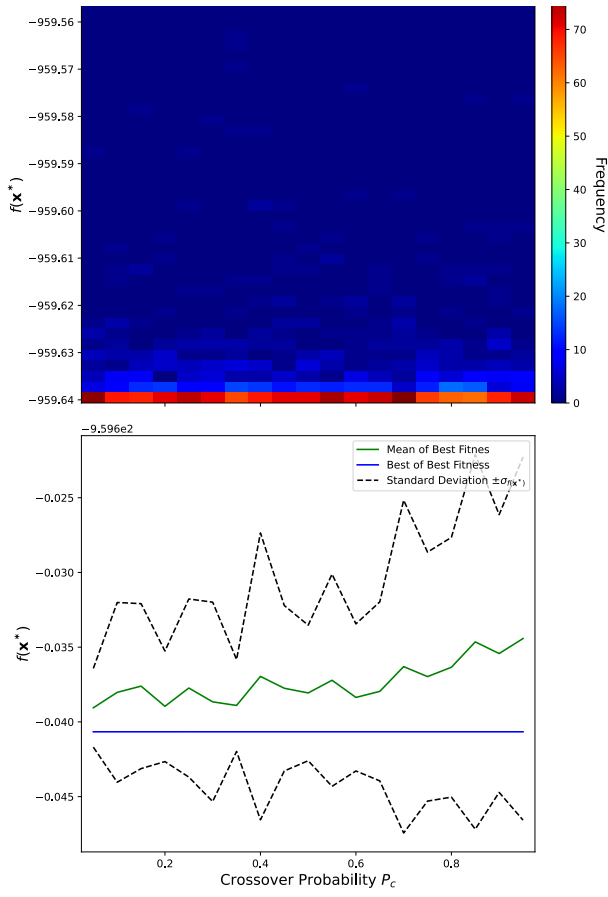 −959.56
−959.57
−959.58
−959.59
−959.60
−959.61
−959.62
−959.63
−959.64
f(x*)
70
60
50
40
30
20
10
0
Frequency
−9.596e2
Mean of Best Fitnes
Best of Best Fitness
Standard Deviation ±σf(x*)
−0.025
−0.030
−0.035
−0.040
−0.045
f(x*)
0.2 0.4 0.6 0.8
Crossover Probability Pc